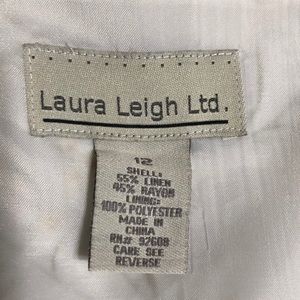 Laura Leigh Ltd.
12
SHELL:
55% LINEN
45% RAYON
LINING:
100% POLYESTER
MADE IN
CHINA
RN# 92608
CARE SEE
REVERSE